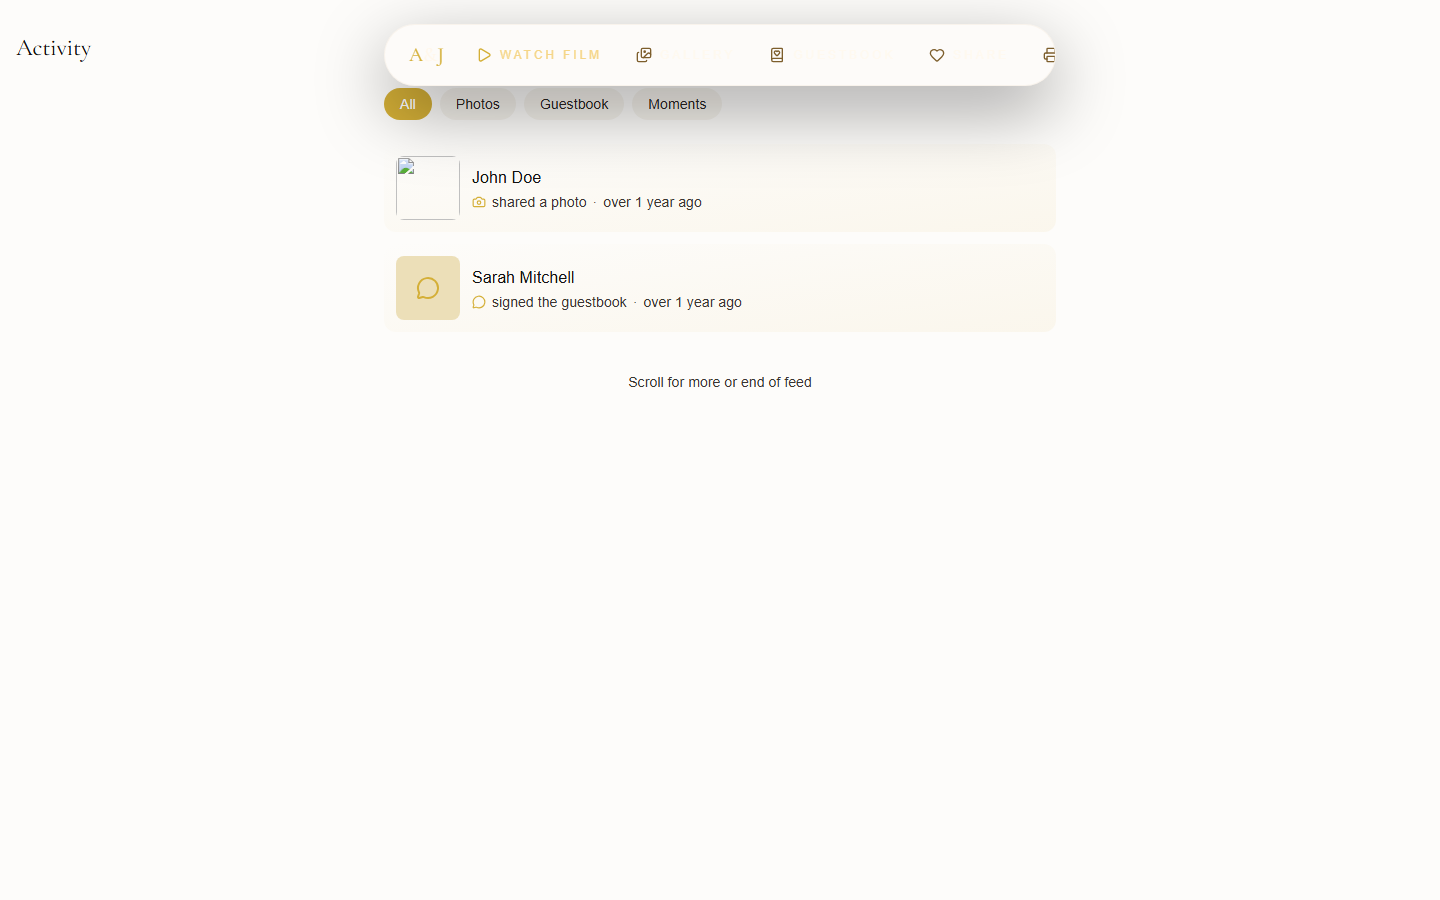 Activity
A J
WATCH FILM
All
Photos
Guestbook
Moments
John Doe
shared a photo · over 1 year ago
Sarah Mitchell
signed the guestbook · over 1 year ago
Scroll for more or end of feed